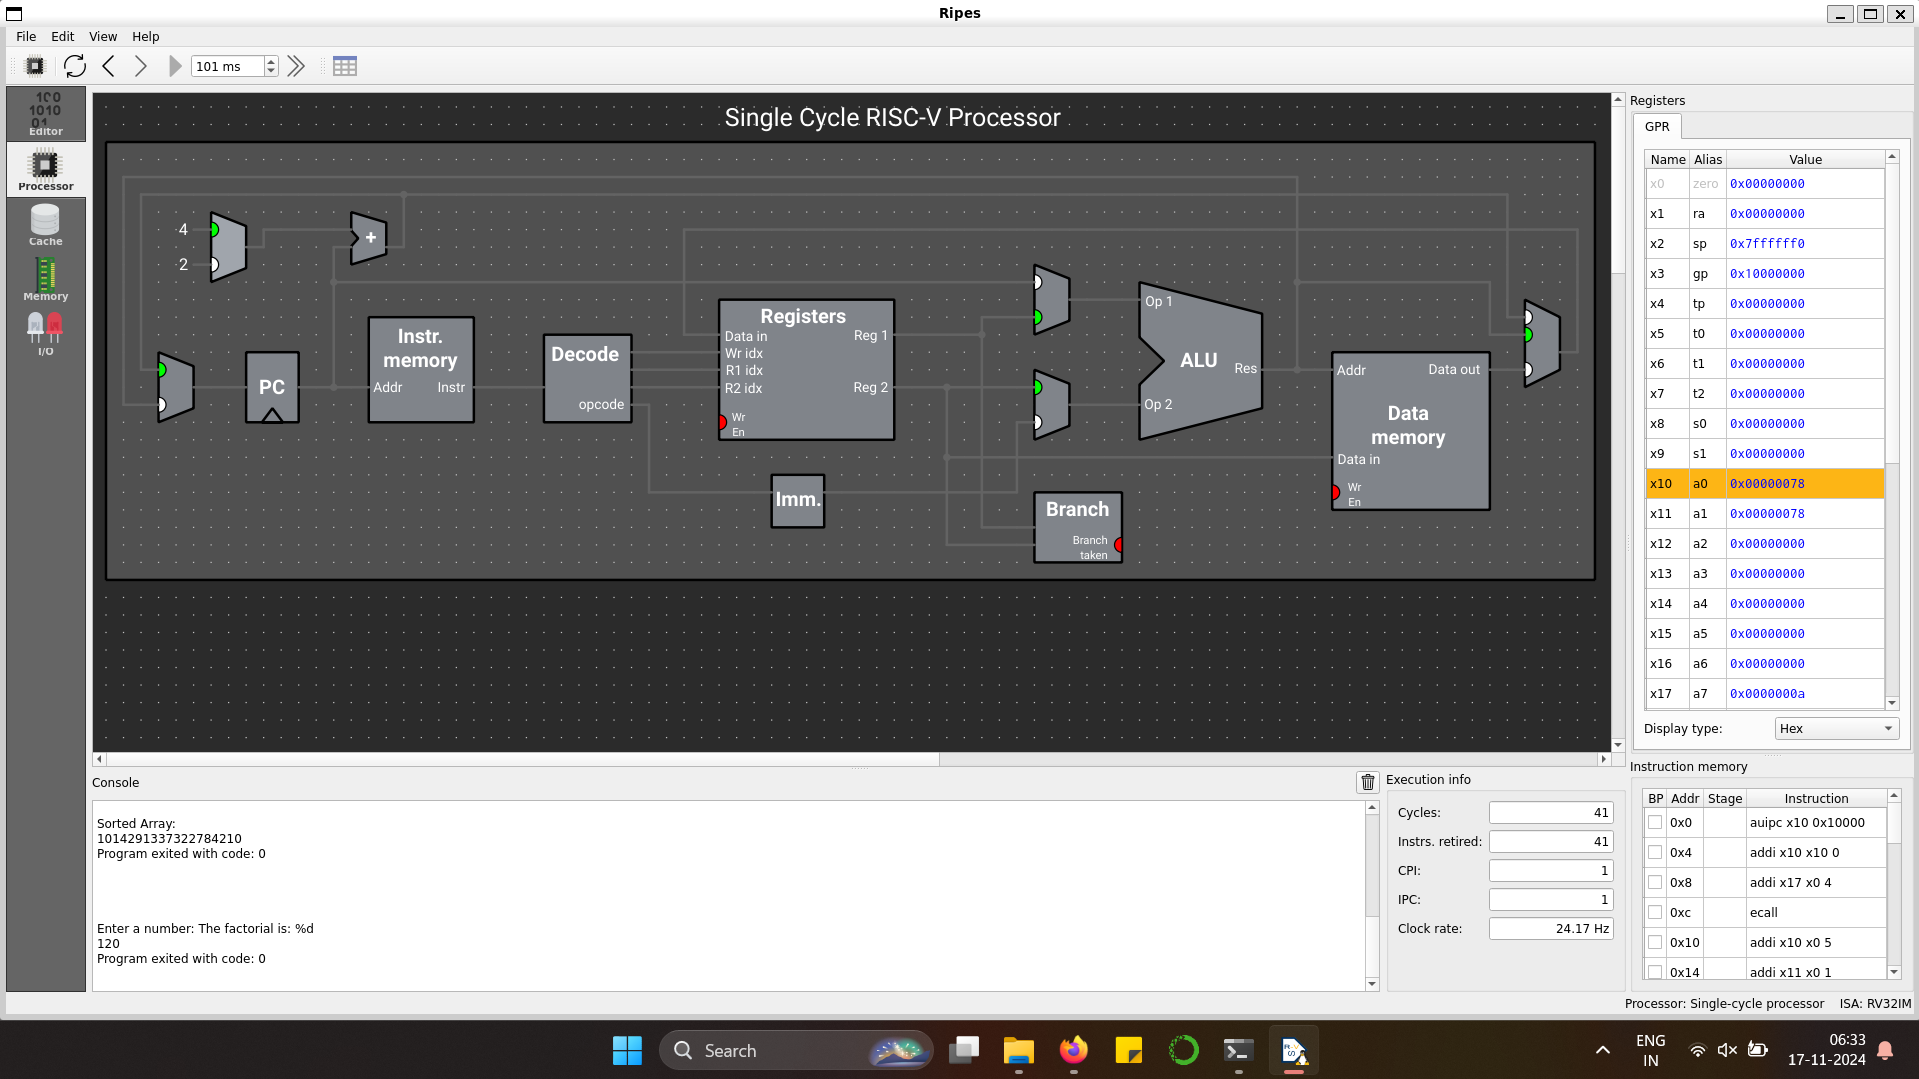 Ripes
File Edit View Help
101 ms
Editor
Processor
Cache
Memory
I/O
Single Cycle RISC-V Processor
4
2
+
PC
Instr. memory
Addr Instr
Decode
opcode
Registers
Data in Reg 1
Wr idx
R1 idx
R2 idx Reg 2
Wr
En
Imm.
Op 1
ALU
Res
Op 2
Branch
Branch
taken
Addr Data out
Data
memory
Data in
Wr
En
Registers
GPR
Name Alias Value
x0 zero 0x00000000
x1 ra 0x00000000
x2 sp 0x7ffffff0
x3 gp 0x10000000
x4 tp 0x00000000
x5 t0 0x00000000
x6 t1 0x00000000
x7 t2 0x00000000
x8 s0 0x00000000
x9 s1 0x00000000
x10 a0 0x00000078
x11 a1 0x00000078
x12 a2 0x00000000
x13 a3 0x00000000
x14 a4 0x00000000
x15 a5 0x00000000
x16 a6 0x00000000
x17 a7 0x0000000a
Display type: Hex
Console
Sorted Array:
1014291337322784210
Program exited with code: 0
Enter a number: The factorial is: %d
120
Program exited with code: 0
Execution info
Cycles: 41
Instrs. retired: 41
CPI: 1
IPC: 1
Clock rate: 24.17 Hz
Instruction memory
BP Addr Stage Instruction
0x0 auipc x10 0x10000
0x4 addi x10 x10 0
0x8 addi x17 x0 4
0xc ecall
0x10 addi x10 x0 5
0x14 addi x11 x0 1
Processor: Single-cycle processor ISA: RV32IM
Search
ENG
IN
06:33
17-11-2024